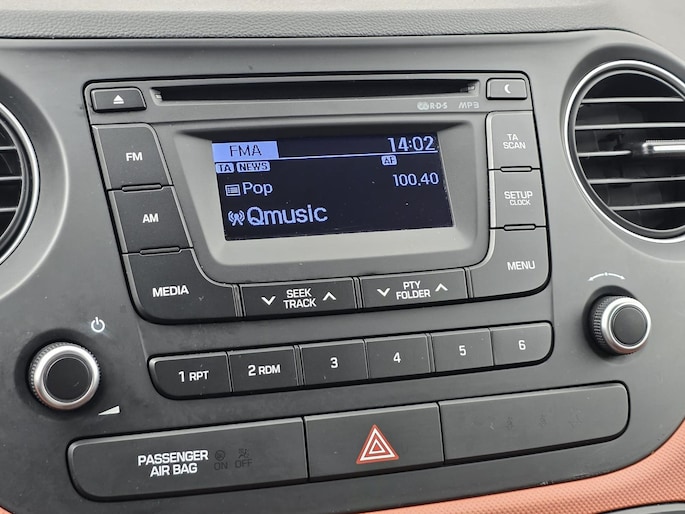 R·D·S MP3
FMA 14:02
TA NEWS AF
Pop 100.40
Qmusic
FM
AM
MEDIA
TA
SCAN
SETUP
CLOCK
MENU
SEEK
TRACK
PTY
FOLDER
1 RPT
2 RDM
3
4
5
6
PASSENGER
AIR BAG
ON OFF